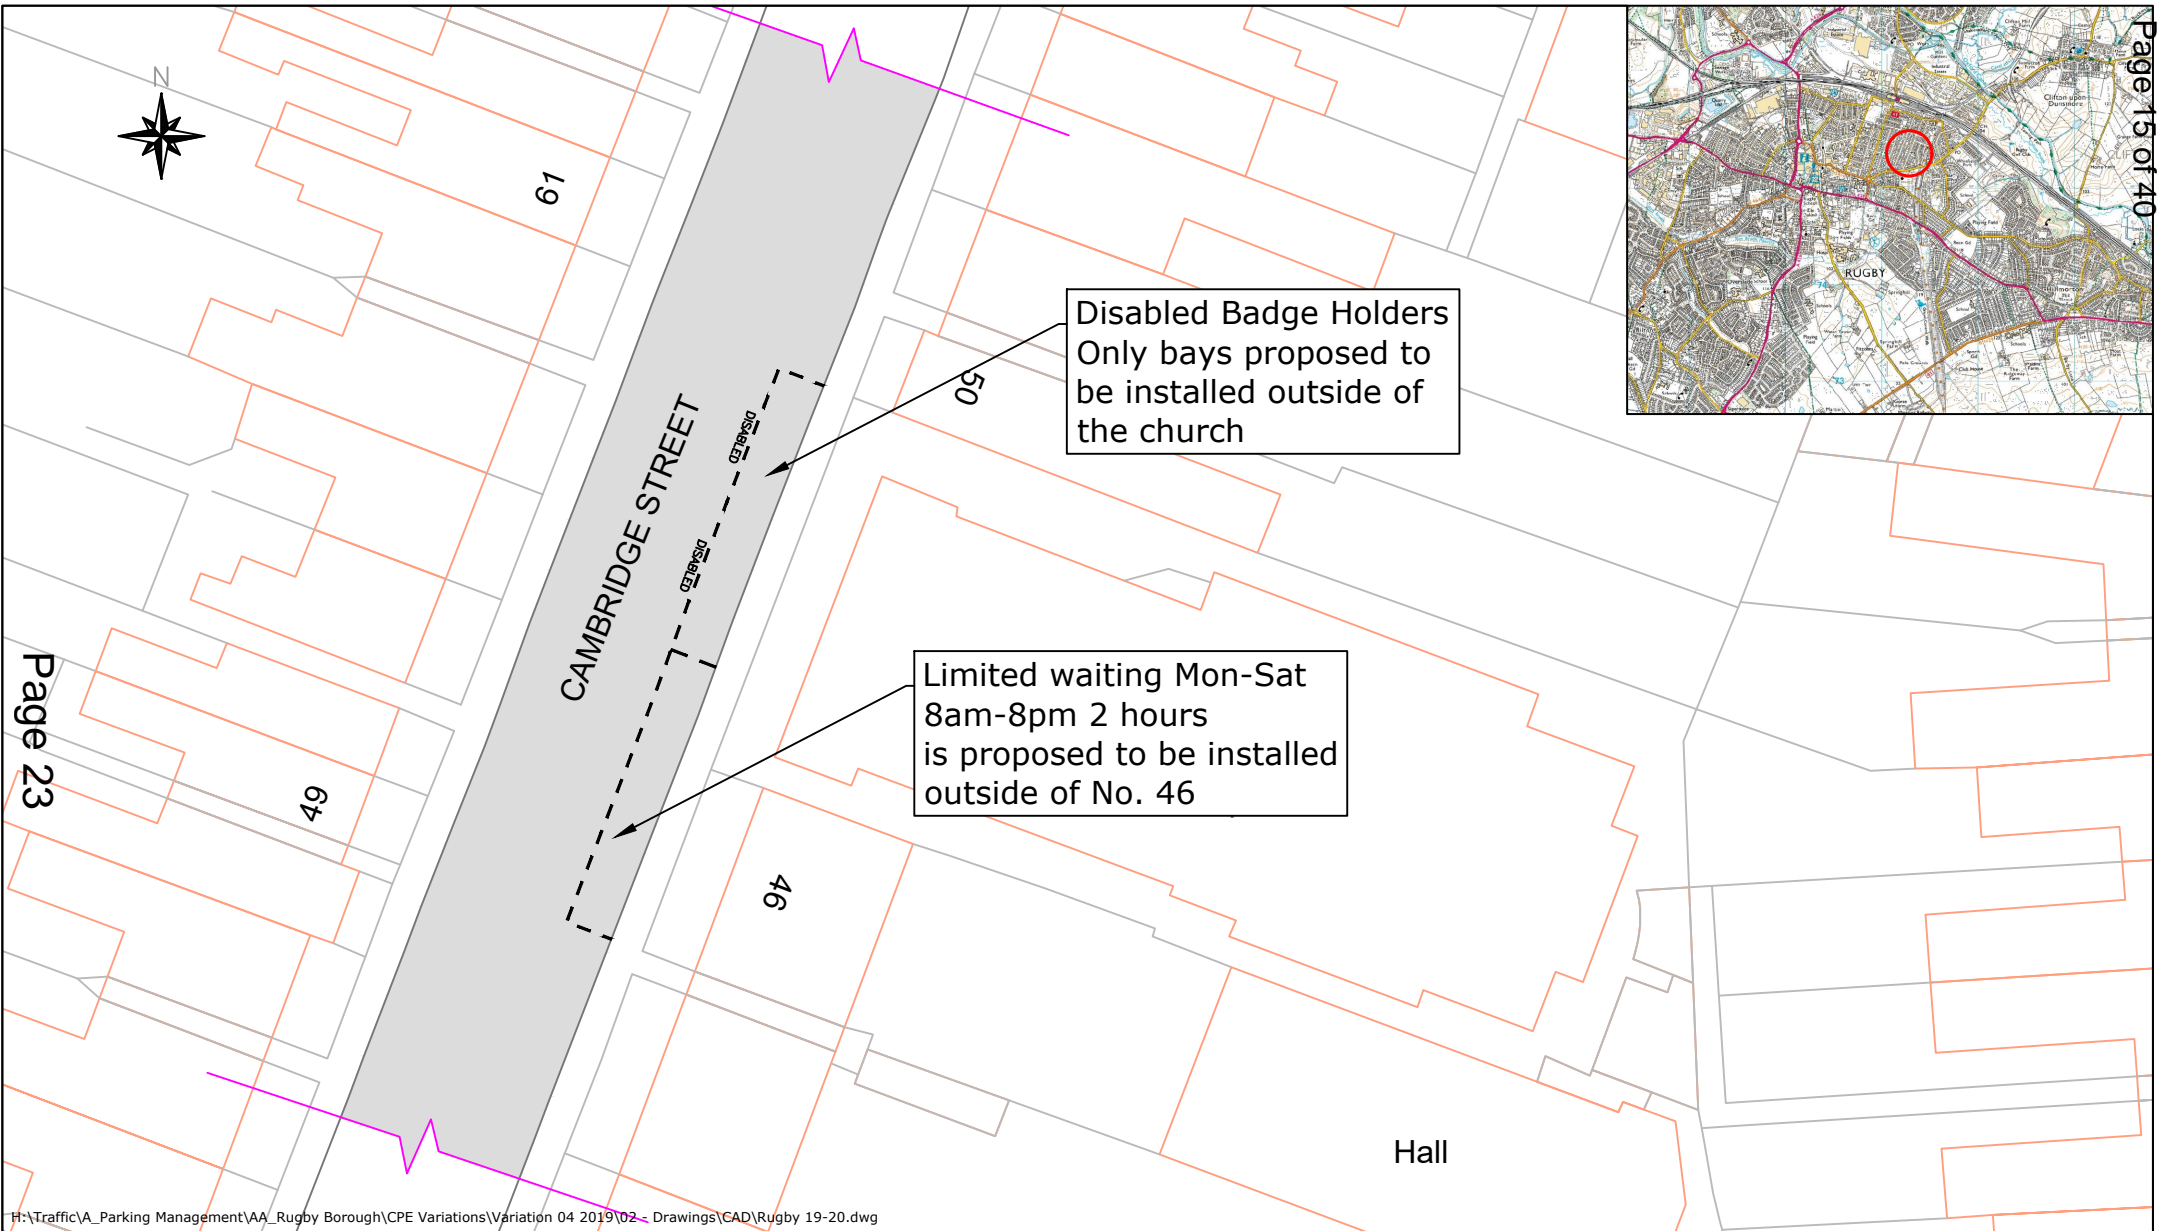 Page 15 of 40
N
61
Disabled Badge Holders
Only bays proposed to
be installed outside of
the church
50
DISABLED
DISABLED
CAMBRIDGE STREET
Limited waiting Mon-Sat
8am-8pm 2 hours
is proposed to be installed
outside of No. 46
49
46
Hall
Page 23
RUGBY
Clifton upon
Dunsmore
H:\Traffic\A_Parking Management\AA_Rugby Borough\CPE Variations\Variation 04 2019\02 - Drawings\CAD\Rugby 19-20.dwg